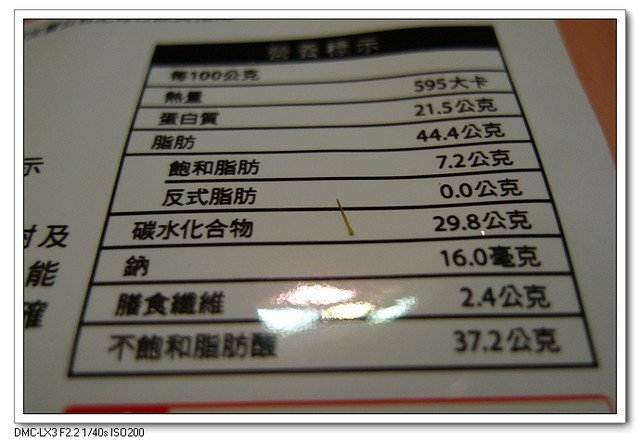 營養標示
每100公克
熱量 595大卡
蛋白質 21.5公克
脂肪 44.4公克
飽和脂肪 7.2公克
反式脂肪 0.0公克
碳水化合物 29.8公克
鈉 16.0毫克
膳食纖維 2.4公克
不飽和脂肪酸 37.2公克
示
及
能
確
DMC-LX3 F2.2 1/40s ISO200